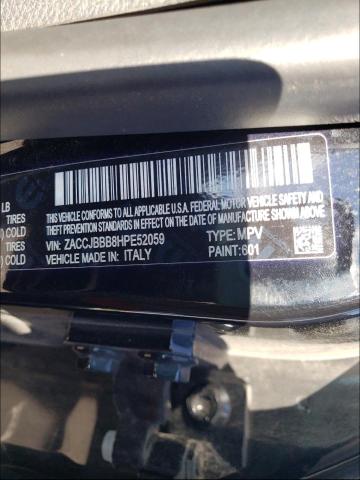 LB
TIRES
COLD
TIRES
COLD
THIS VEHICLE CONFORMS TO ALL APPLICABLE U.S.A. FEDERAL MOTOR VEHICLE SAFETY AND
THEFT PREVENTION STANDARDS IN EFFECT ON THE DATE OF MANUFACTURE SHOWN ABOVE.
VIN: ZACCJBBB8HPE52059 TYPE: MPV
VEHICLE MADE IN: ITALY PAINT: 601